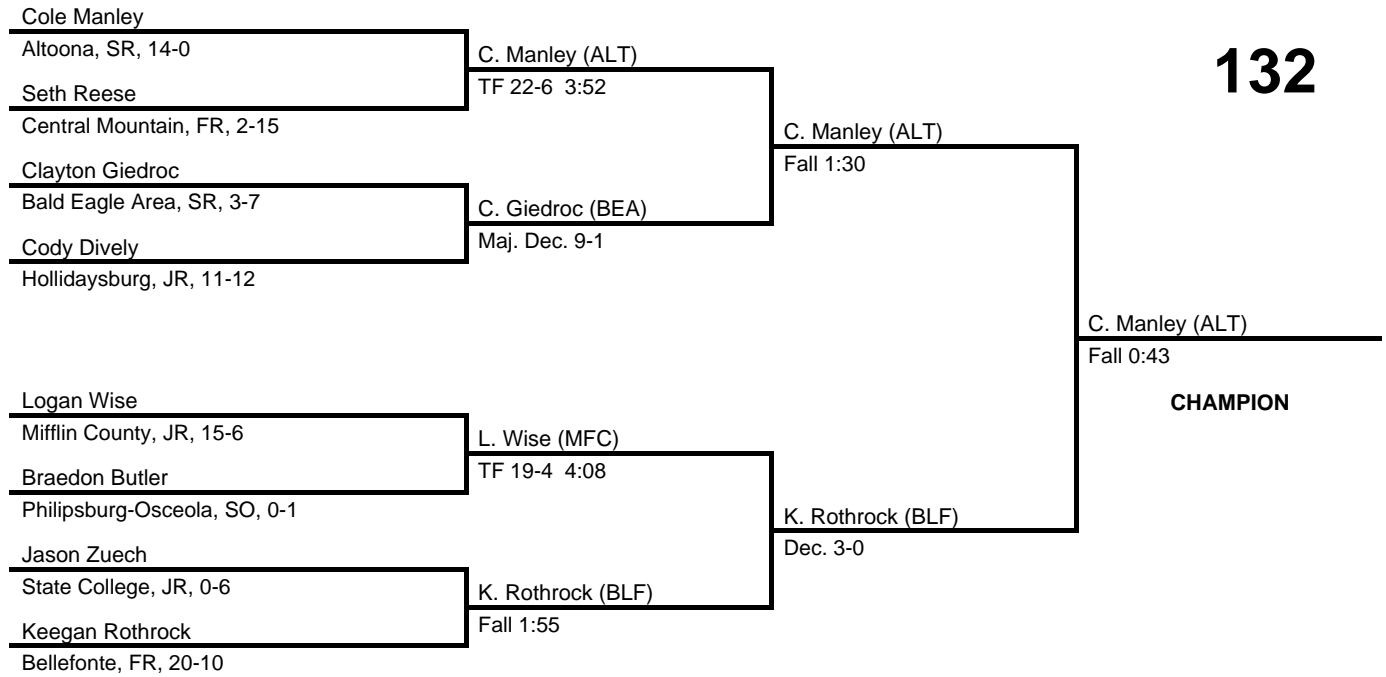 Cole Manley
Altoona, SR, 14-0
C. Manley (ALT)
132
TF 22-6 3:52
Seth Reese
Central Mountain, FR, 2-15
C. Manley (ALT)
Fall 1:30
Clayton Giedroc
Bald Eagle Area, SR, 3-7
C. Giedroc (BEA)
Maj. Dec. 9-1
Cody Dively
Hollidaysburg, JR, 11-12
C. Manley (ALT)
Fall 0:43
CHAMPION
Logan Wise
Mifflin County, JR, 15-6
L. Wise (MFC)
TF 19-4 4:08
Braedon Butler
Philipsburg-Osceola, SO, 0-1
K. Rothrock (BLF)
Dec. 3-0
Jason Zuech
State College, JR, 0-6
K. Rothrock (BLF)
Fall 1:55
Keegan Rothrock
Bellefonte, FR, 20-10